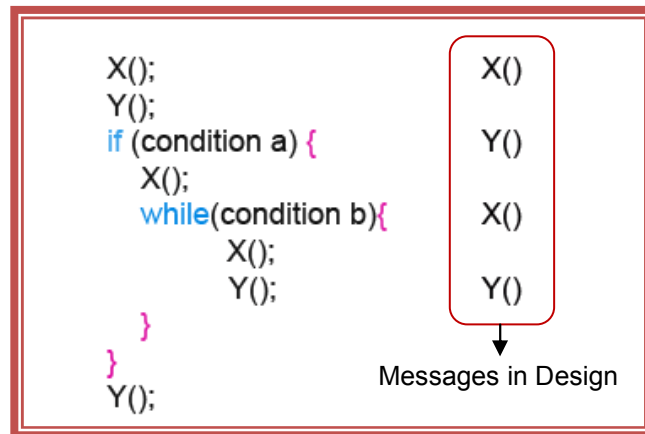 X();
Y();
if (condition a) {
X();
while(condition b){
X();
Y();
}
}
Y();
X()
Y()
X()
Y()
Messages in Design